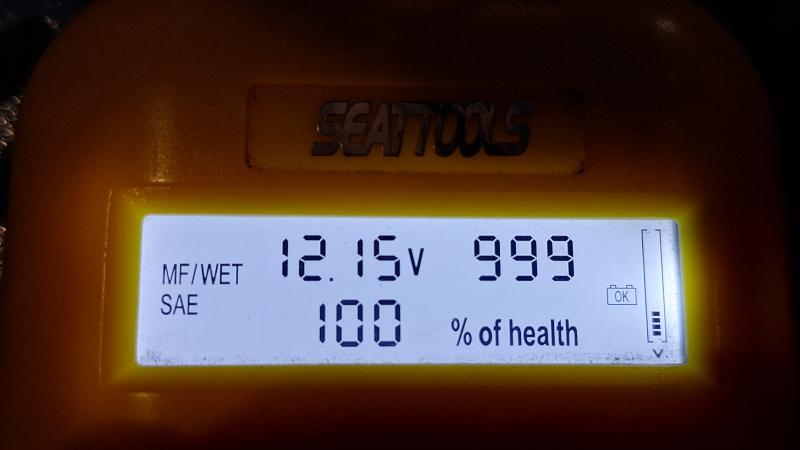 SEATTOOLS
MF/WET 12.15V 999
SAE 100 % of health
OK